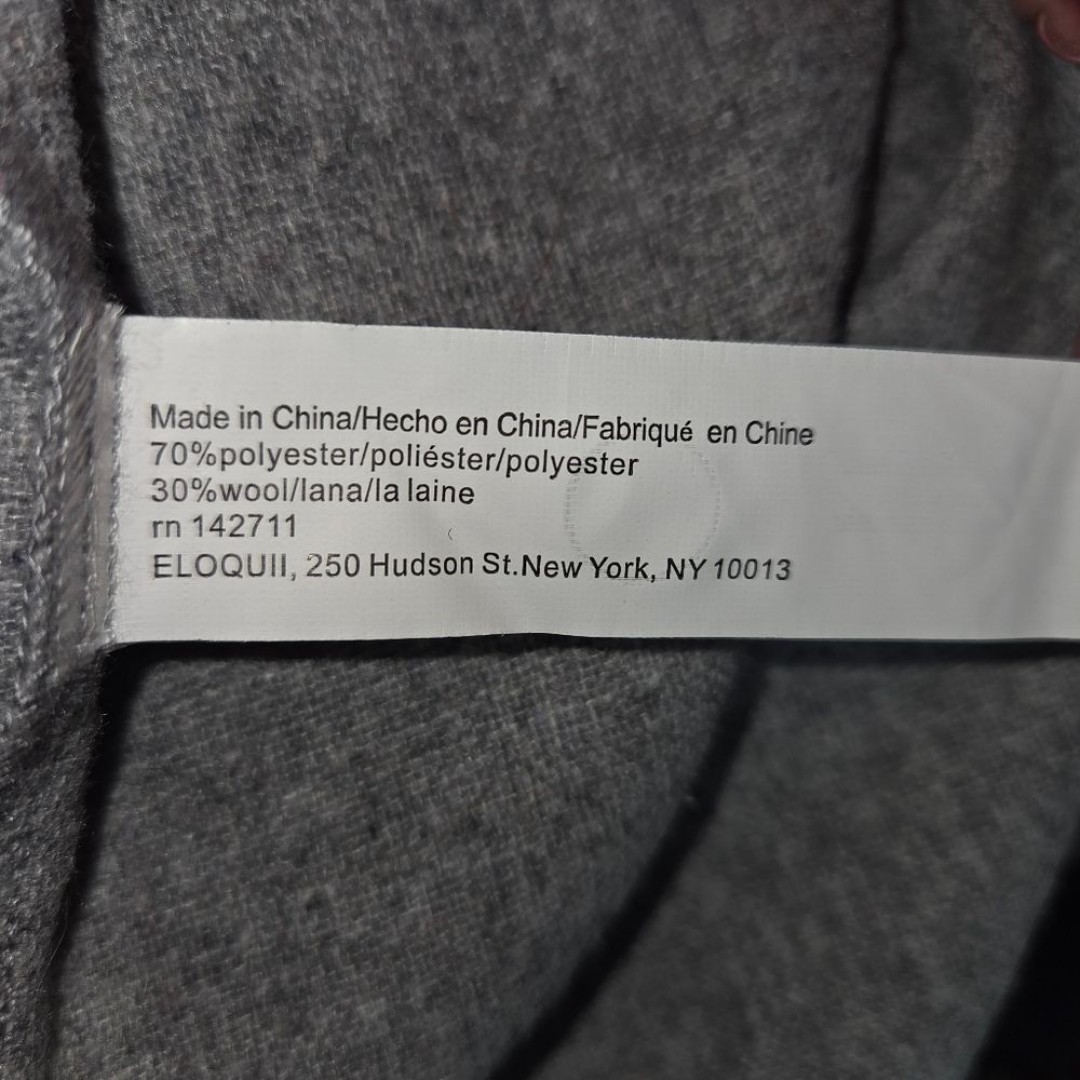 Made in China/Hecho en China/Fabriqué en Chine
70%polyester/poliéster/polyester
30%wool/lana/la laine
rn 142711
ELOQUII, 250 Hudson St.New York, NY 10013